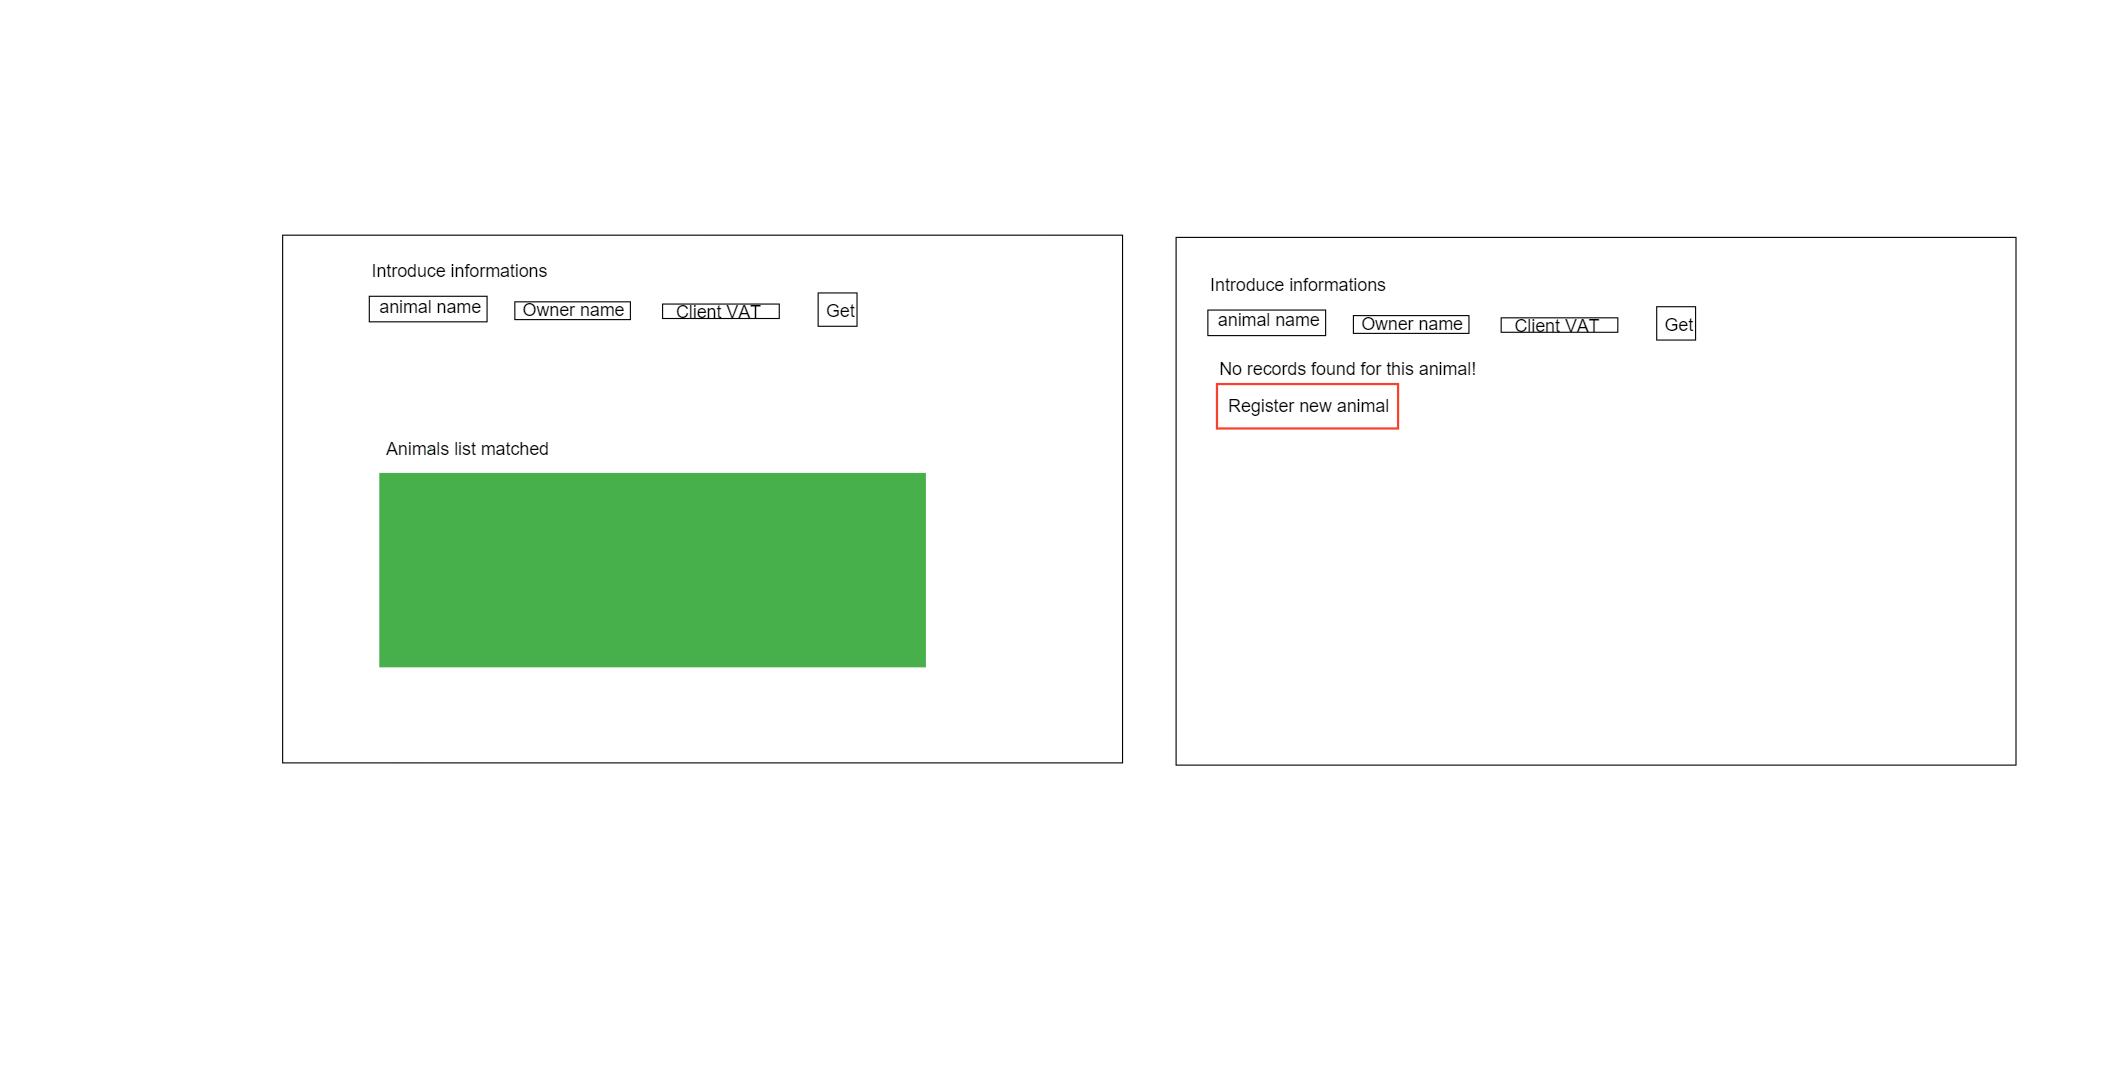 Introduce informations
animal name
Owner name
Client VAT
Get
Animals list matched
Introduce informations
animal name
Owner name
Client VAT
Get
No records found for this animal!
Register new animal